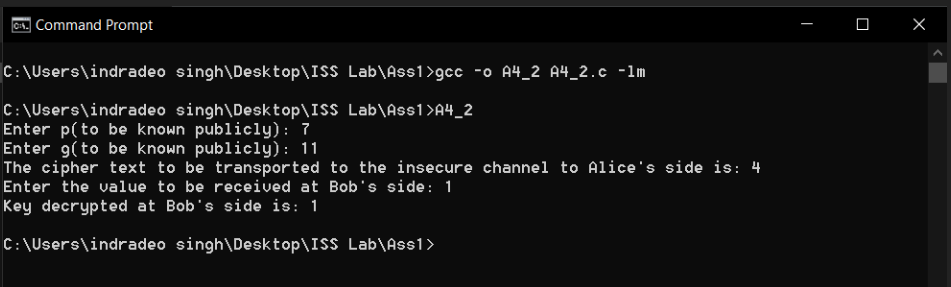 Command Prompt
C:\Users\indradeo singh\Desktop\ISS Lab\Ass1>gcc -o A4_2 A4_2.c -lm
C:\Users\indradeo singh\Desktop\ISS Lab\Ass1>A4_2
Enter p(to be known publicly): 7
Enter g(to be known publicly): 11
The cipher text to be transported to the insecure channel to Alice's side is: 4
Enter the value to be received at Bob's side: 1
Key decrypted at Bob's side is: 1
C:\Users\indradeo singh\Desktop\ISS Lab\Ass1>